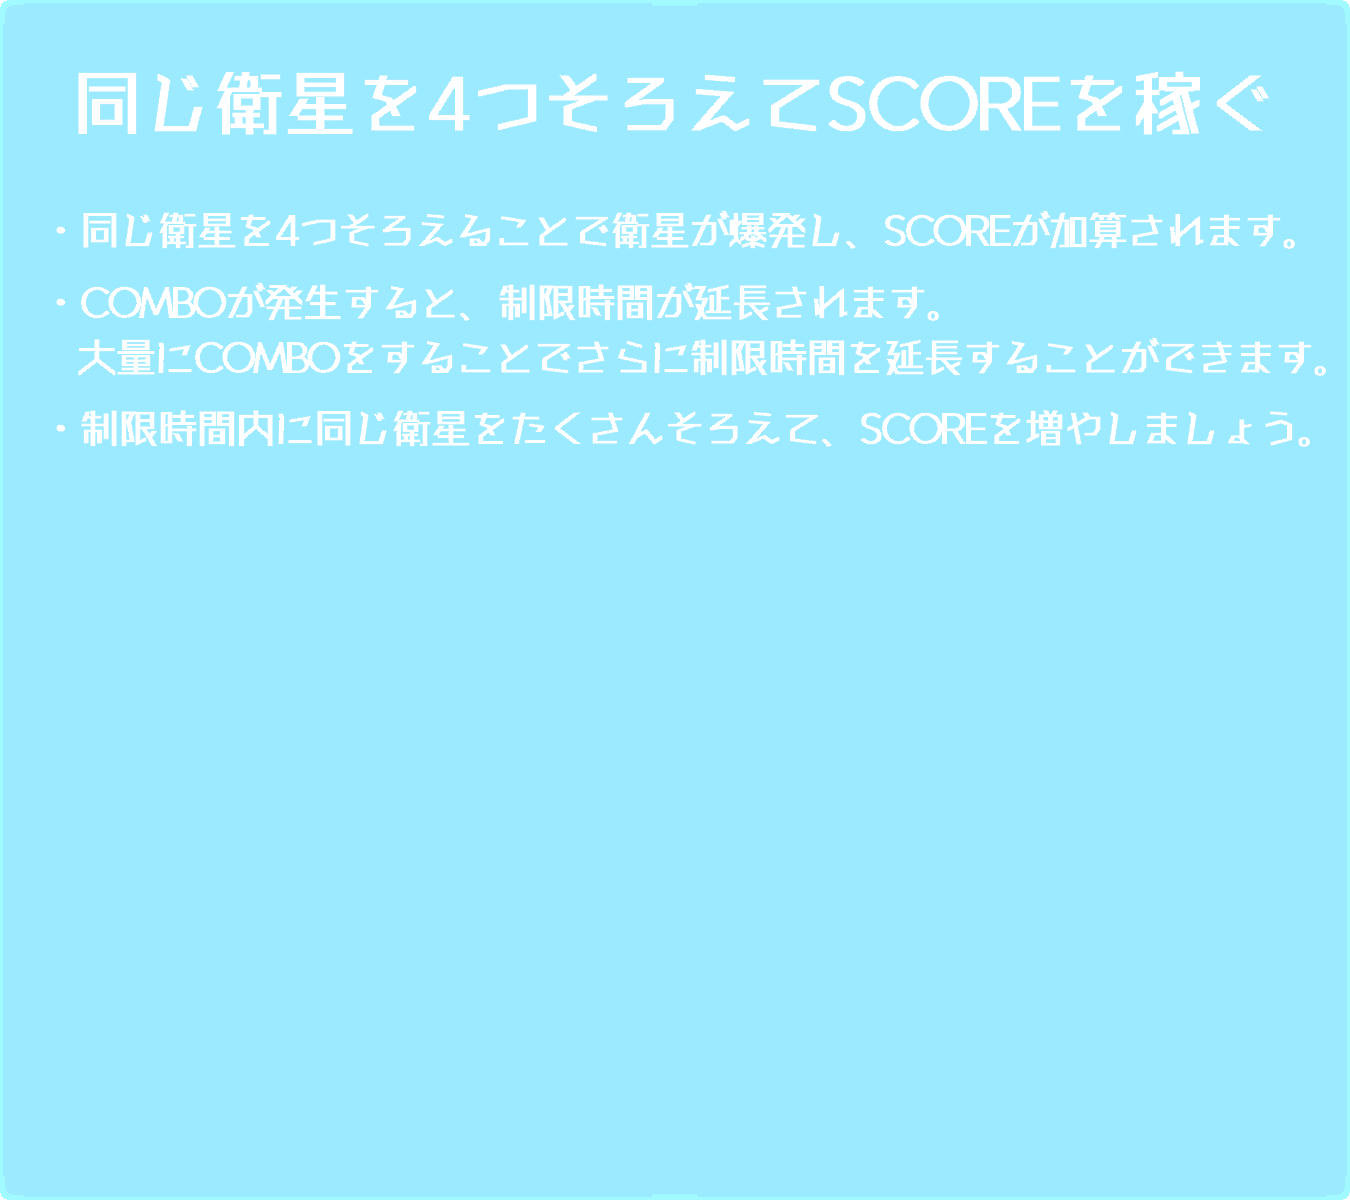 同じ衛星を4つそろえてSCOREを稼ぐ
・同じ衛星を4つそろえることで衛星が爆発し、SCOREが加算されます。
・COMBOが発生すると、制限時間が延長されます。
大量にCOMBOをすることでさらに制限時間を延長することができます。
・制限時間内に同じ衛星をたくさんそろえて、SCOREを増やしましょう。